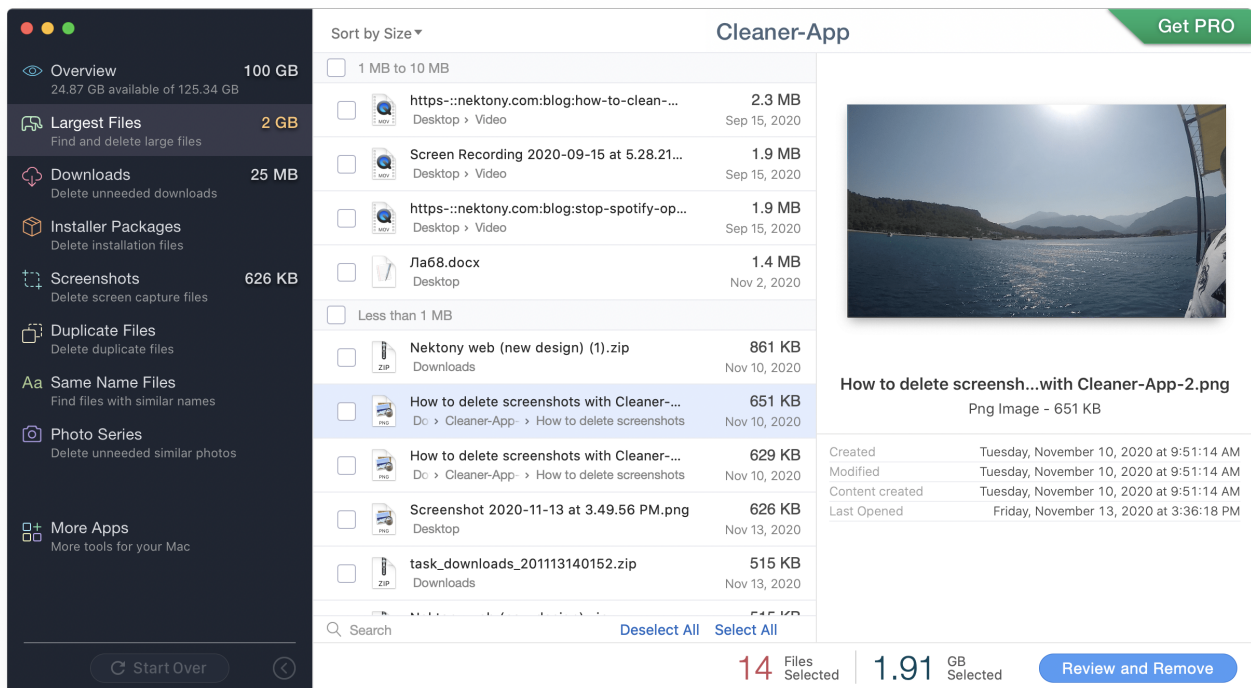 Sort by Size
Cleaner-App
Get PRO
Overview 100 GB
24.87 GB available of 125.34 GB
Largest Files 2 GB
Find and delete large files
Downloads 25 MB
Delete unneeded downloads
Installer Packages
Delete installation files
Screenshots 626 KB
Delete screen capture files
Duplicate Files
Delete duplicate files
Aa Same Name Files
Find files with similar names
Photo Series
Delete unneeded similar photos
More Apps
More tools for your Mac
Start Over
1 MB to 10 MB
MOV
https-::nektony.com:blog:how-to-clean-... 2.3 MB
Desktop › Video Sep 15, 2020
MOV
Screen Recording 2020-09-15 at 5.28.21... 1.9 MB
Desktop › Video Sep 15, 2020
MOV
https-::nektony.com:blog:stop-spotify-op... 1.9 MB
Desktop › Video Sep 15, 2020
Лаб8.docx 1.4 MB
Desktop Nov 2, 2020
Less than 1 MB
ZIP
Nektony web (new design) (1).zip 861 KB
Downloads Nov 10, 2020
PNG
How to delete screenshots with Cleaner-... 651 KB
Do › Cleaner-App- › How to delete screenshots Nov 10, 2020
PNG
How to delete screenshots with Cleaner-... 629 KB
Do › Cleaner-App- › How to delete screenshots Nov 10, 2020
PNG
Screenshot 2020-11-13 at 3.49.56 PM.png 626 KB
Desktop Nov 13, 2020
ZIP
task_downloads_201113140152.zip 515 KB
Downloads Nov 13, 2020
Search Deselect All Select All
How to delete screensh...with Cleaner-App-2.png
Png Image - 651 KB
Created Tuesday, November 10, 2020 at 9:51:14 AM
Modified Tuesday, November 10, 2020 at 9:51:14 AM
Content created Tuesday, November 10, 2020 at 9:51:14 AM
Last Opened Friday, November 13, 2020 at 3:36:18 PM
14 Files Selected
1.91 GB Selected
Review and Remove